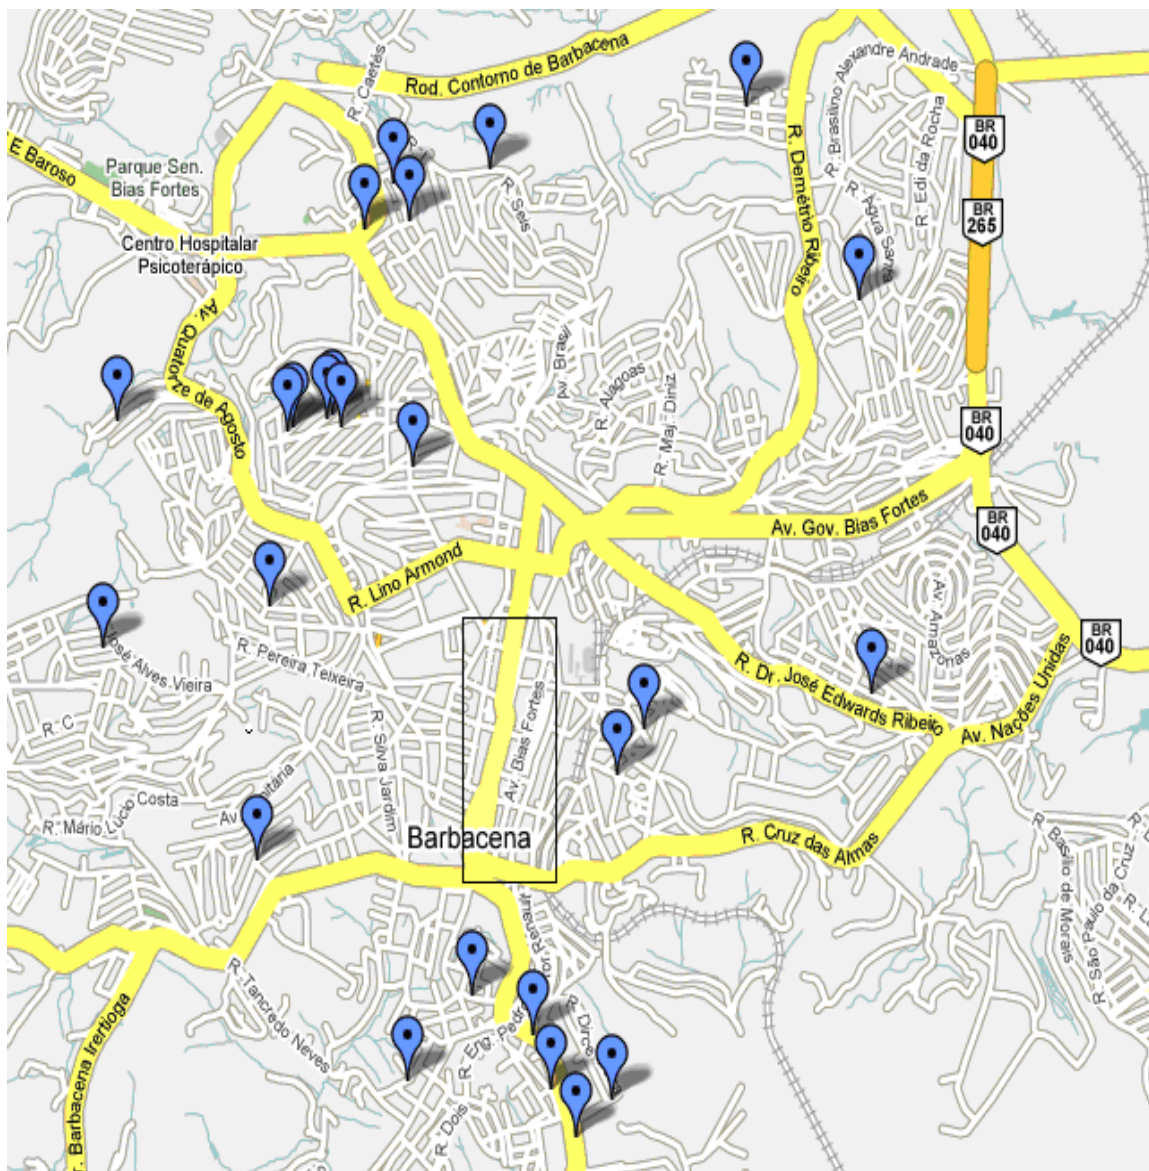 Rod. Contorno de Barbacena
R. Caetés
R. Basilino Alexandre Andrade
BR
040
E Baroso
Parque Sen.
Bias Fortes
R. Seis
R. Demétrio Ribeiro
R. Edi da Rocha
R. Água Santa
BR
265
Centro Hospitalar
Psicoterápico
Av. Quatorze de Agosto
Av. Brasil
R. Alagoas
R. Maj. Diniz
BR
040
Av. Gov. Bias Fortes
BR
040
R. Lino Armond
Av. Amazonas
BR
040
José Alves Vieira
R. Pereira Teixeira
R. Dr. José Edwards Ribeiro
Av. Nações Unidas
R. C
R. Silva Jardim
Av. Bias Fortes
R. Mário Lucio Costa
Barbacena
R. Cruz das Almas
R. Basílio de Morais
R. São Paulo da Cruz
R. Tancredo Neves
R. Eng. Pedro
R. Dois
r. Barbacena Irertioga